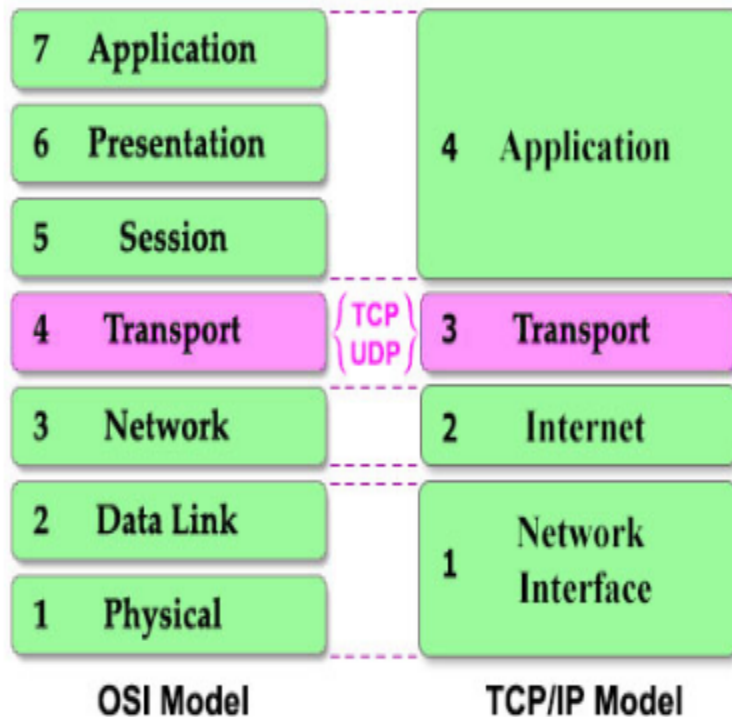 7 Application
6 Presentation
5 Session
4 Transport
3 Network
2 Data Link
1 Physical
OSI Model
TCP
UDP
4 Application
3 Transport
2 Internet
1 Network
Interface
TCP/IP Model